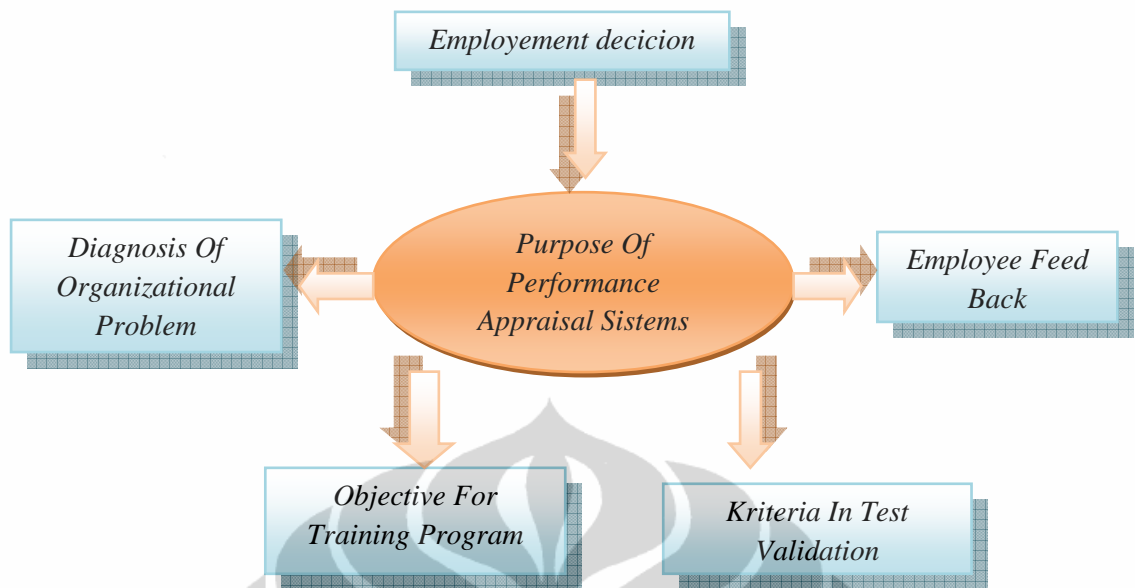 Employement decicion
Diagnosis Of
Organizational
Problem
Purpose Of
Performance
Appraisal Sistems
Employee Feed
Back
Objective For
Training Program
Kriteria In Test
Validation